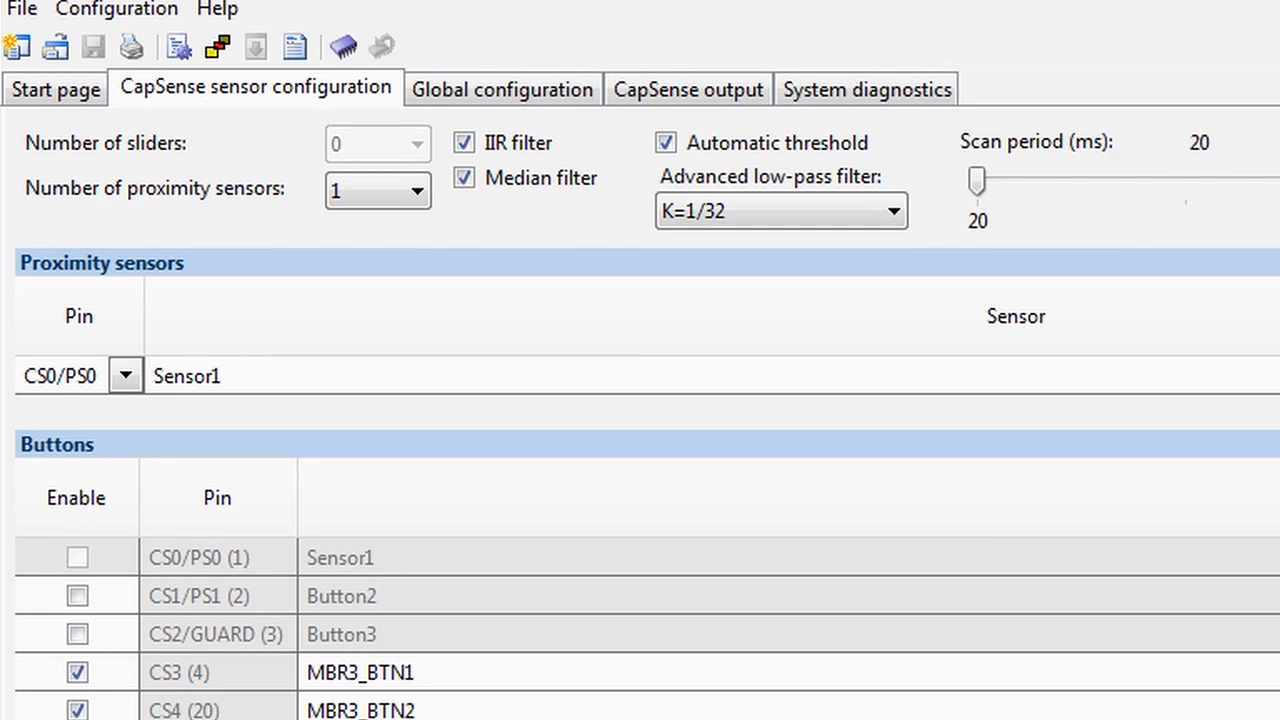 File Configuration Help
Start page CapSense sensor configuration Global configuration CapSense output System diagnostics
Number of sliders: 0 IIR filter Automatic threshold Scan period (ms): 20
Number of proximity sensors: 1 Median filter Advanced low-pass filter:
K=1/32 20
Proximity sensors
Pin Sensor
CS0/PS0 Sensor1
Buttons
Enable Pin
CS0/PS0 (1) Sensor1
CS1/PS1 (2) Button2
CS2/GUARD (3) Button3
CS3 (4) MBR3_BTN1
CS4 (20) MBR3_BTN2